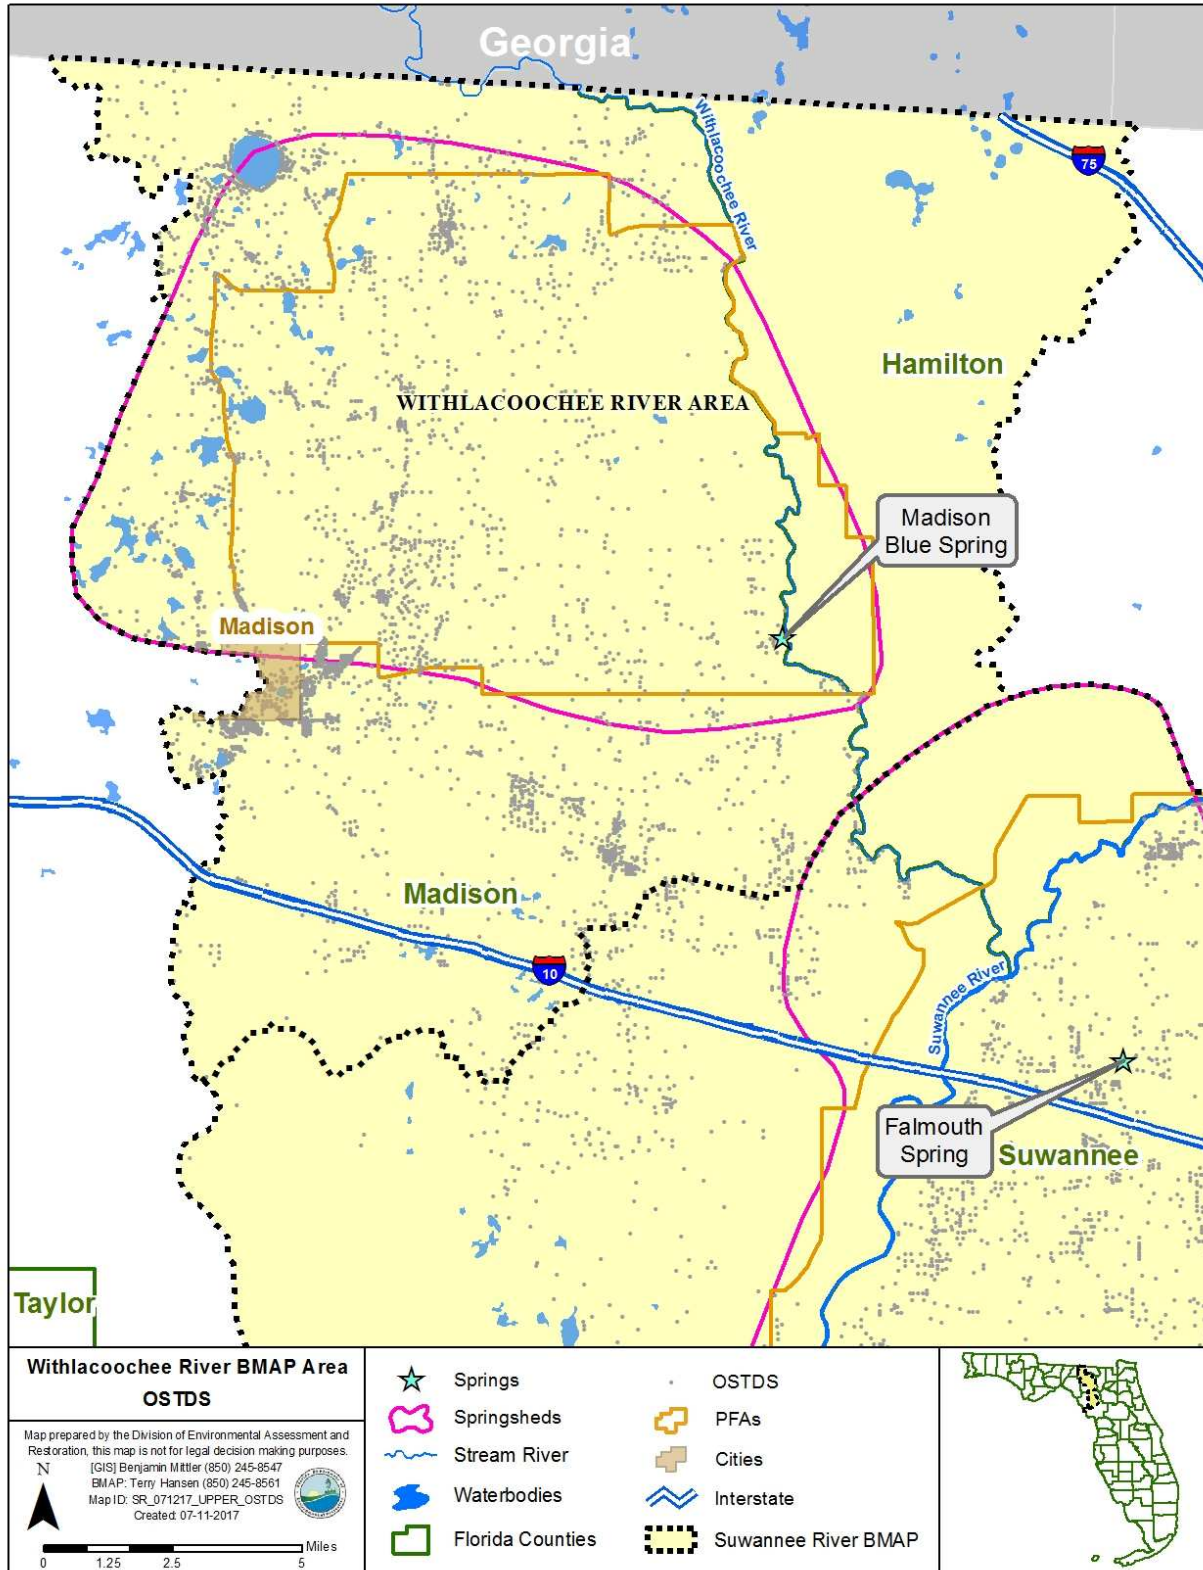 Georgia
Withlacoochee River
75
Hamilton
WITHLACOOCHEE RIVER AREA
Madison
Blue Spring
Madison
Madison
10
Suwannee River
Falmouth
Spring
Suwannee
Taylor
Withlacoochee River BMAP Area
OSTDS
Map prepared by the Division of Environmental Assessment and
Restoration, this map is not for legal decision making purposes.
[GIS] Benjamin Mittler (850) 245-8547
BMAP: Terry Hansen (850) 245-8561
Map ID: SR_071217_UPPER_OSTDS
Created: 07-11-2017
N
Miles
0 1.25 2.5 5
Springs
Springsheds
Stream River
Waterbodies
Florida Counties
OSTDS
PFAs
Cities
Interstate
Suwannee River BMAP